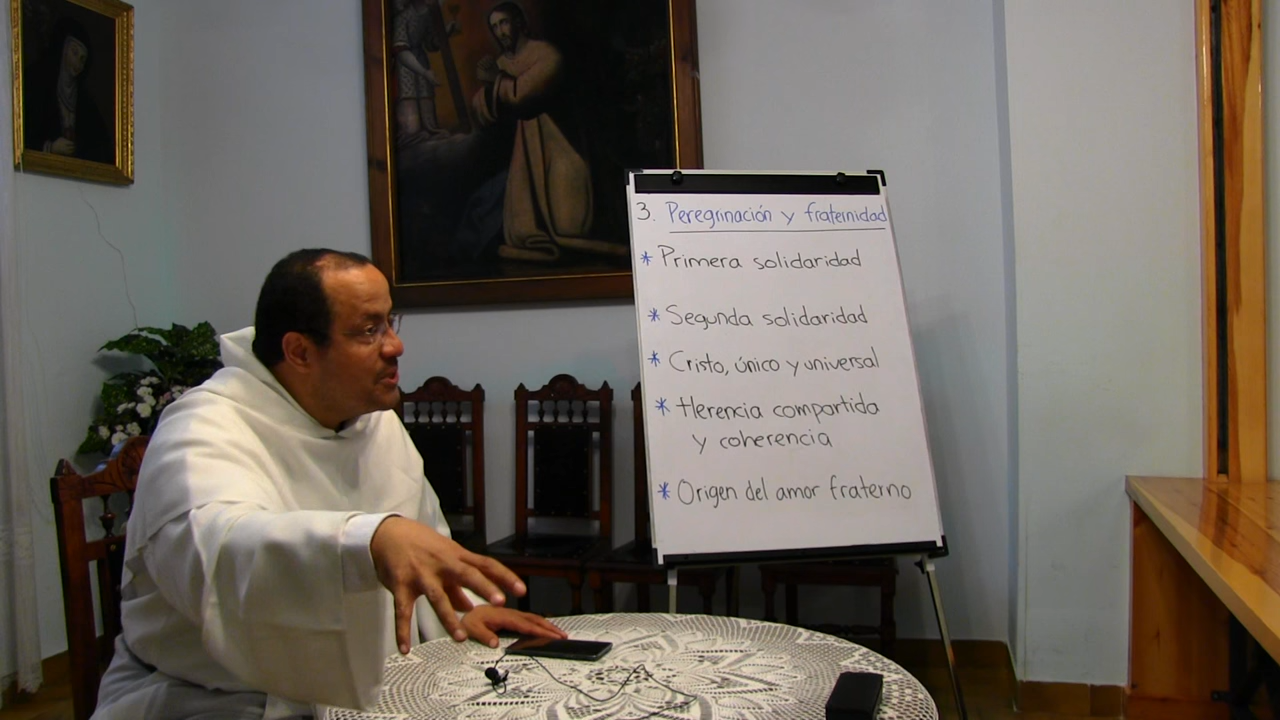 3. Peregrinación y fraternidad
* Primera solidaridad
* Segunda solidaridad
* Cristo, único y universal
* Herencia compartida
y coherencia
* Origen del amor fraterno